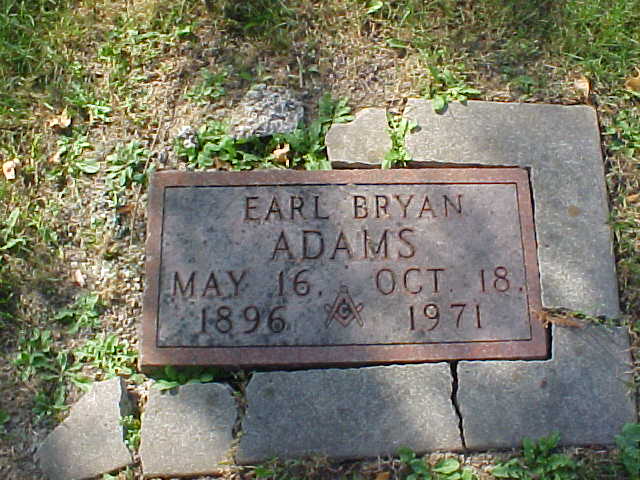 EARL BRYAN
ADAMS
MAY 16, OCT. 18,
1896 G 1971